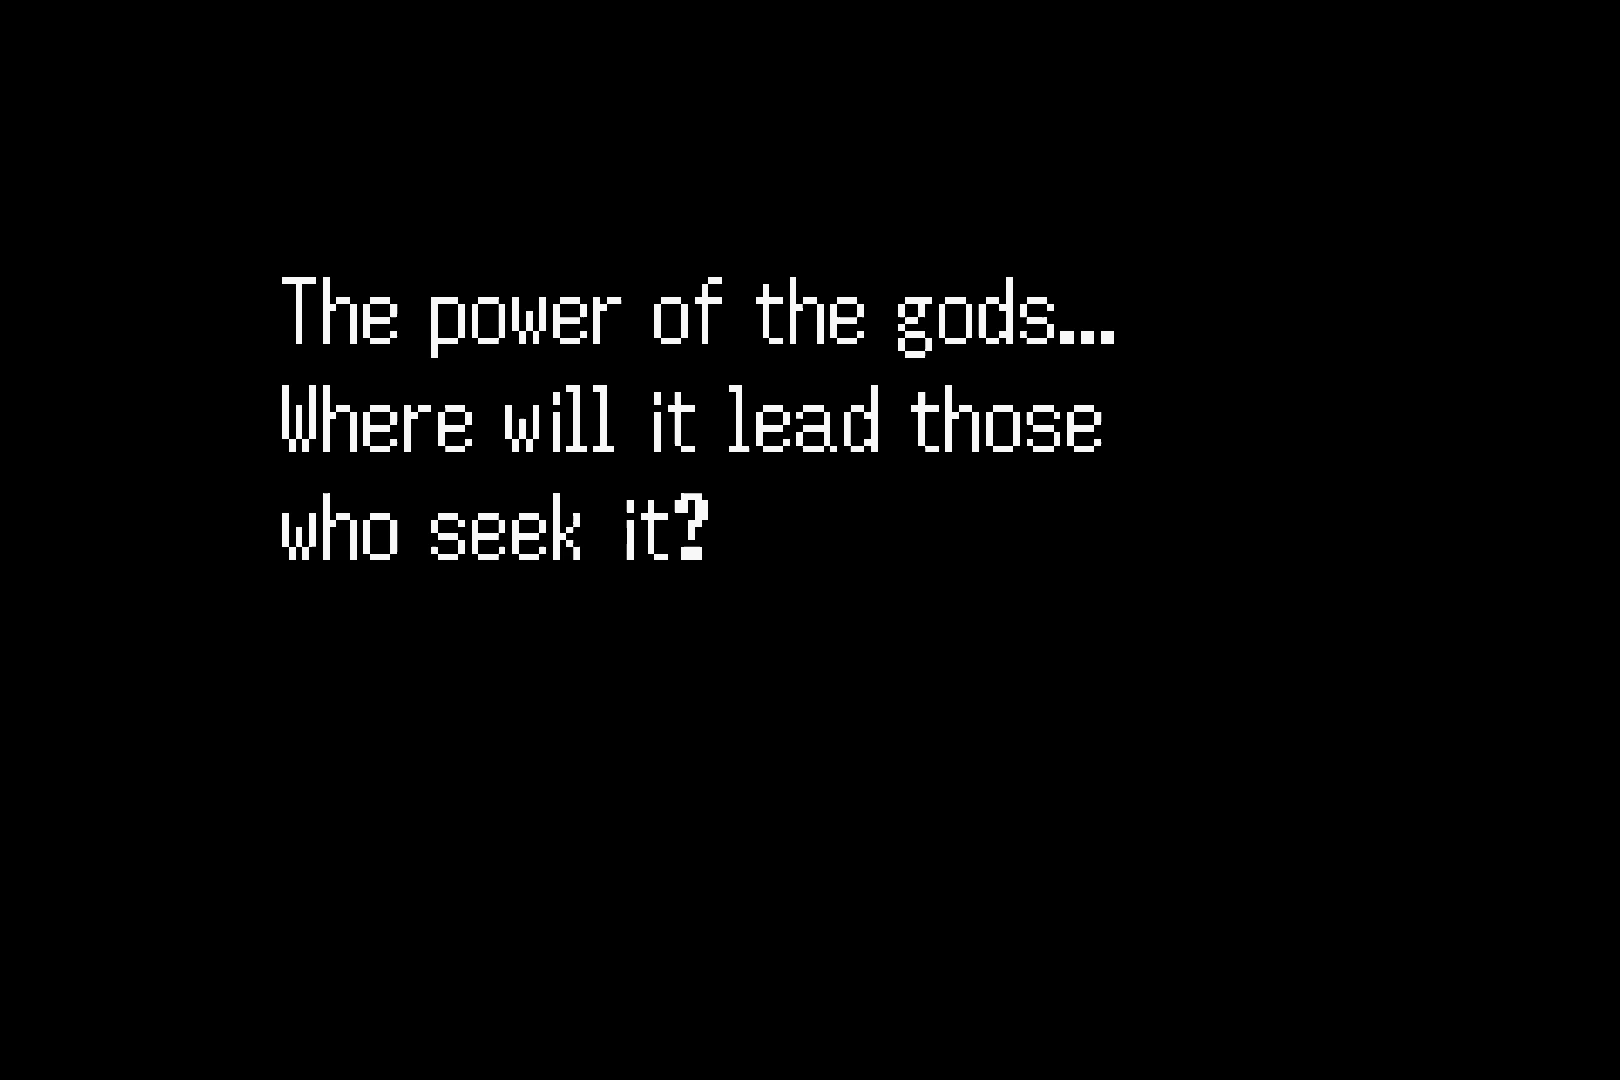 The power of the gods...
Where will it lead those
who seek it?